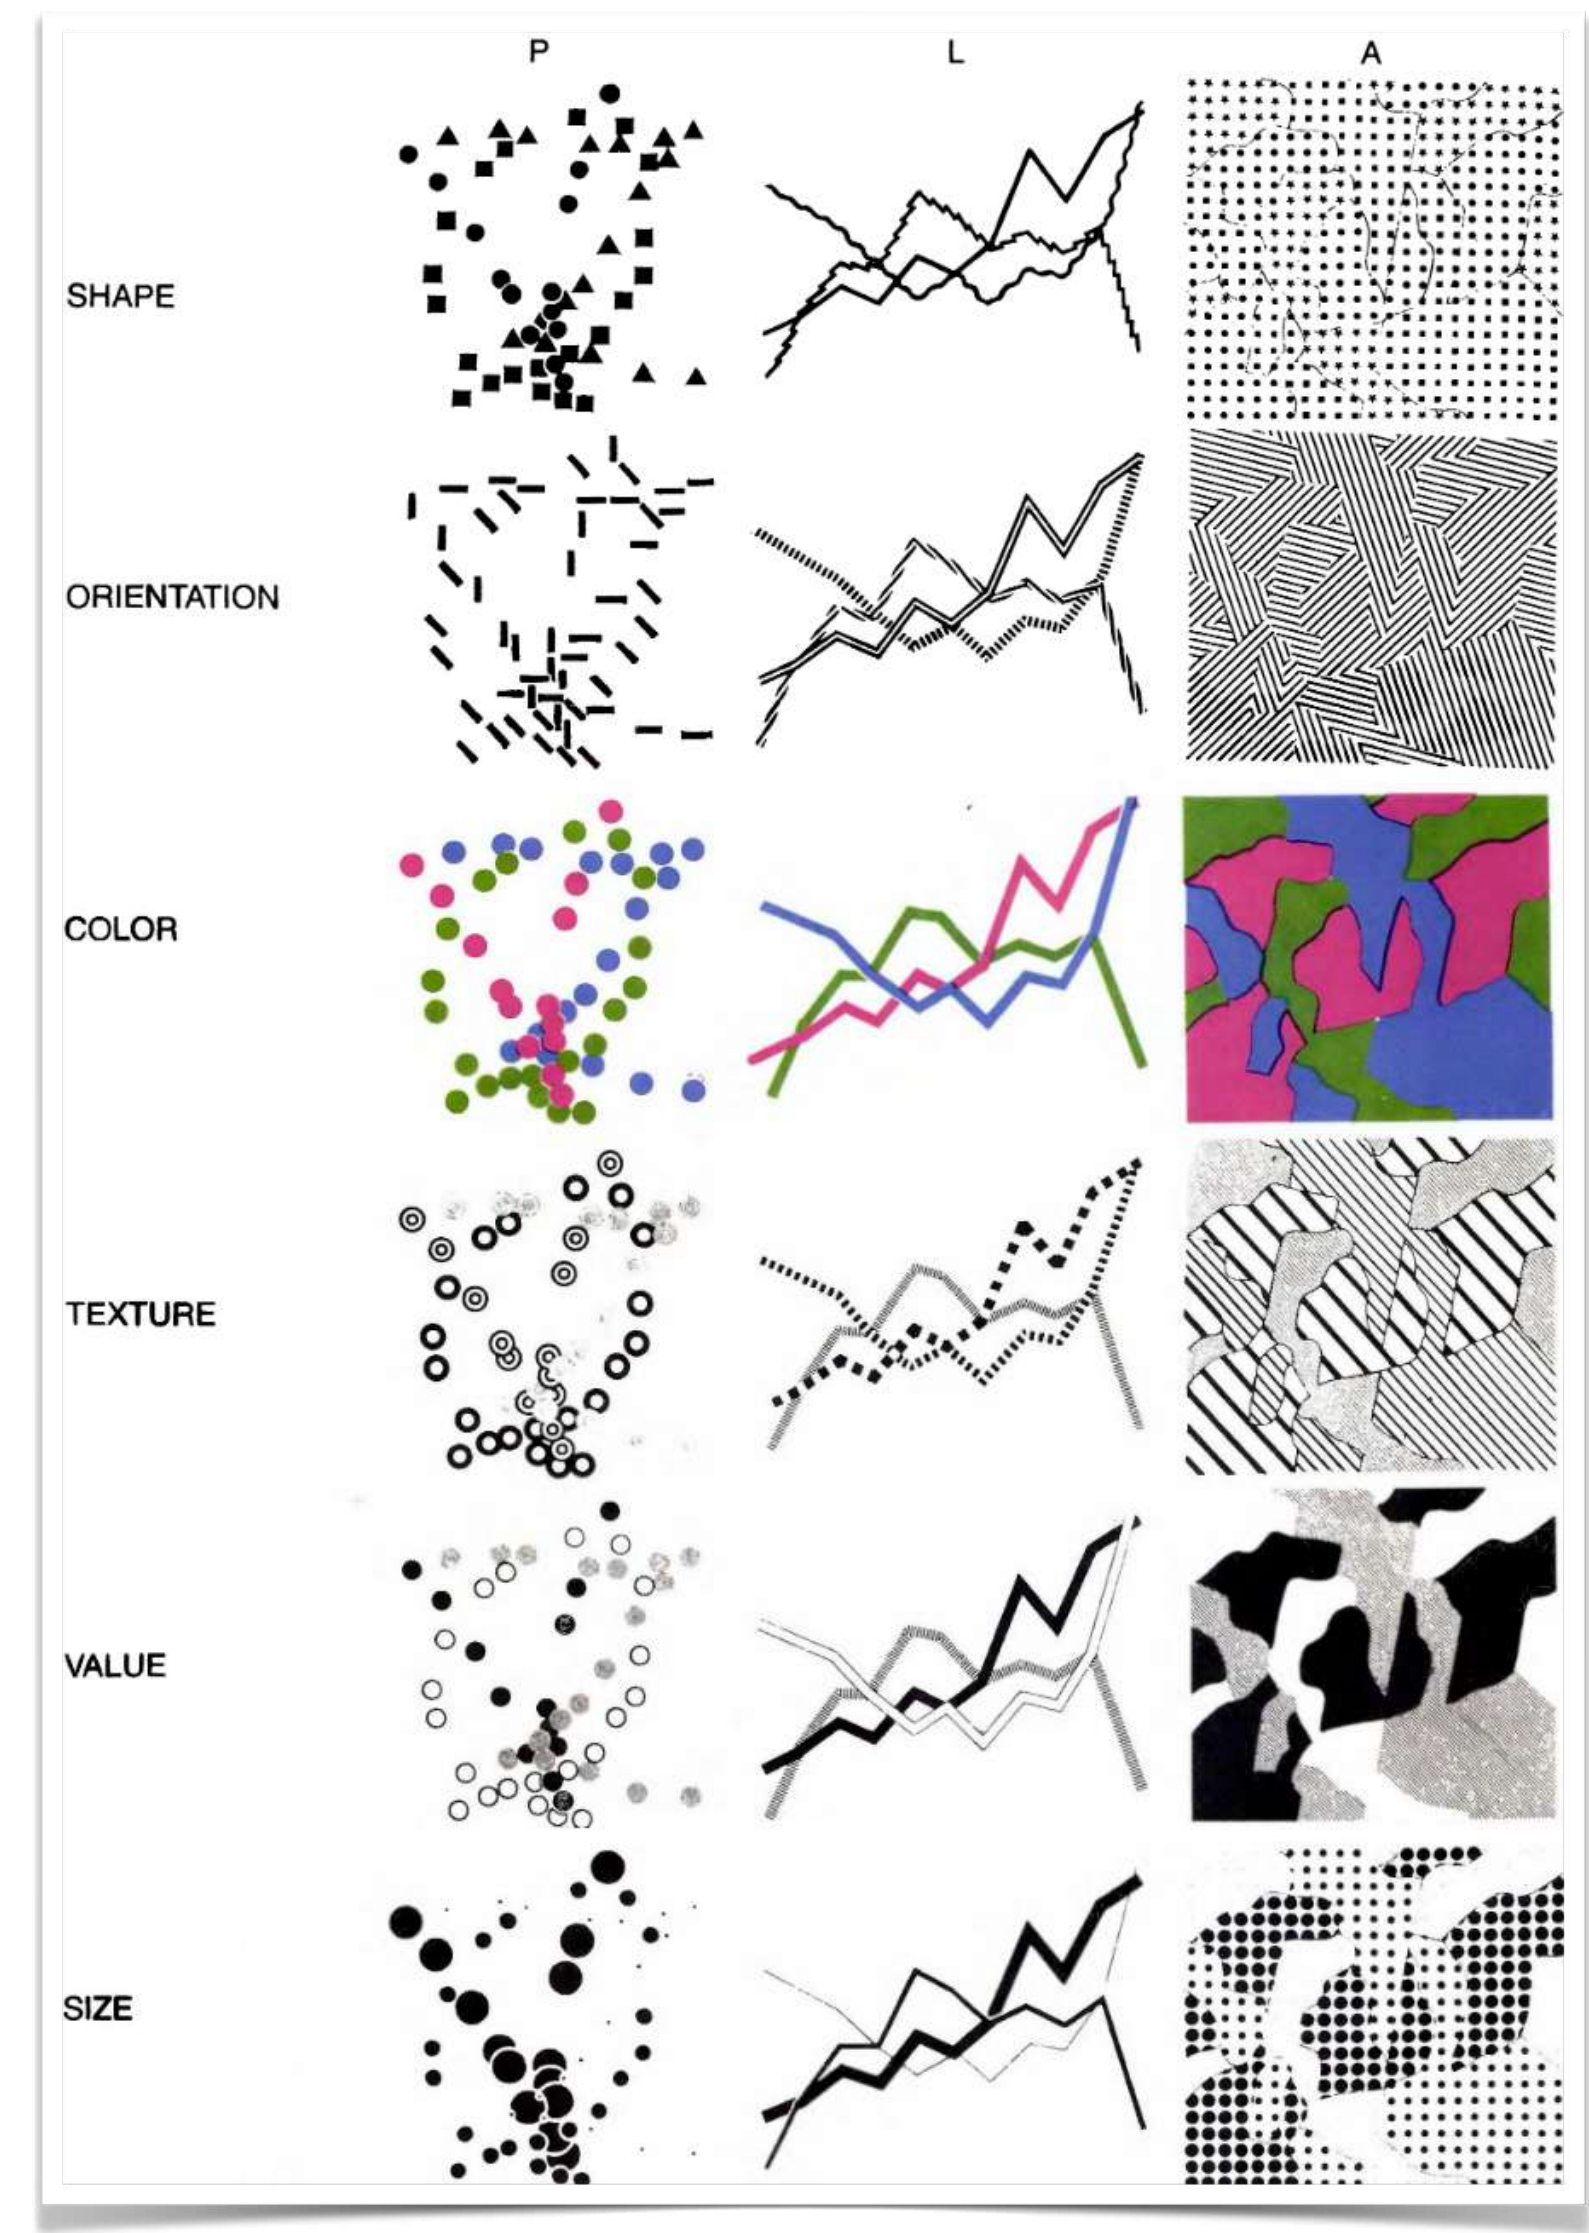 P L A
SHAPE
ORIENTATION
COLOR
TEXTURE
VALUE
SIZE